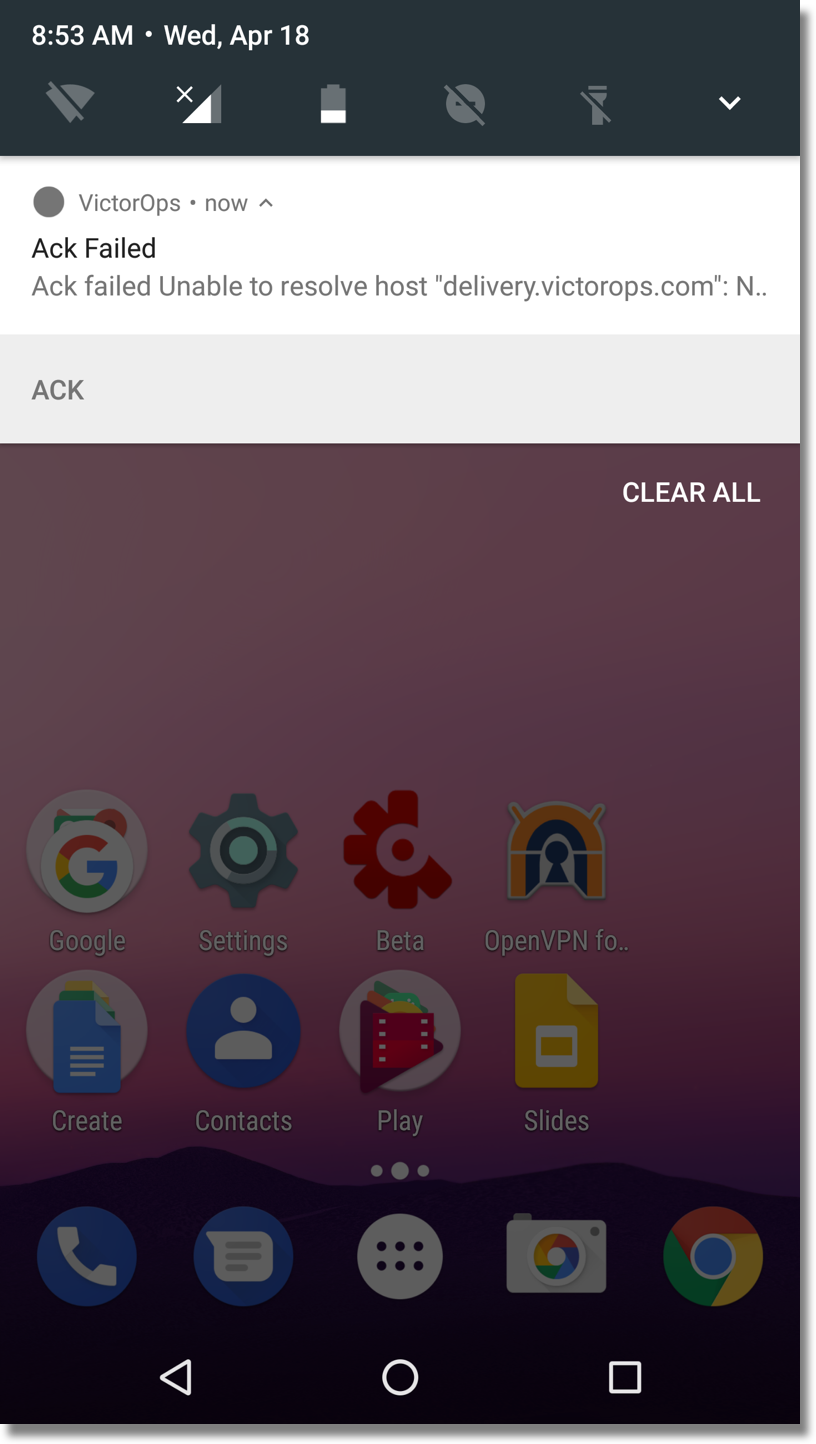 8:53 AM • Wed, Apr 18
VictorOps • now
Ack Failed
Ack failed Unable to resolve host "delivery.victorops.com": N..
ACK
CLEAR ALL
Google Settings Beta OpenVPN fo..
Create Contacts Play Slides